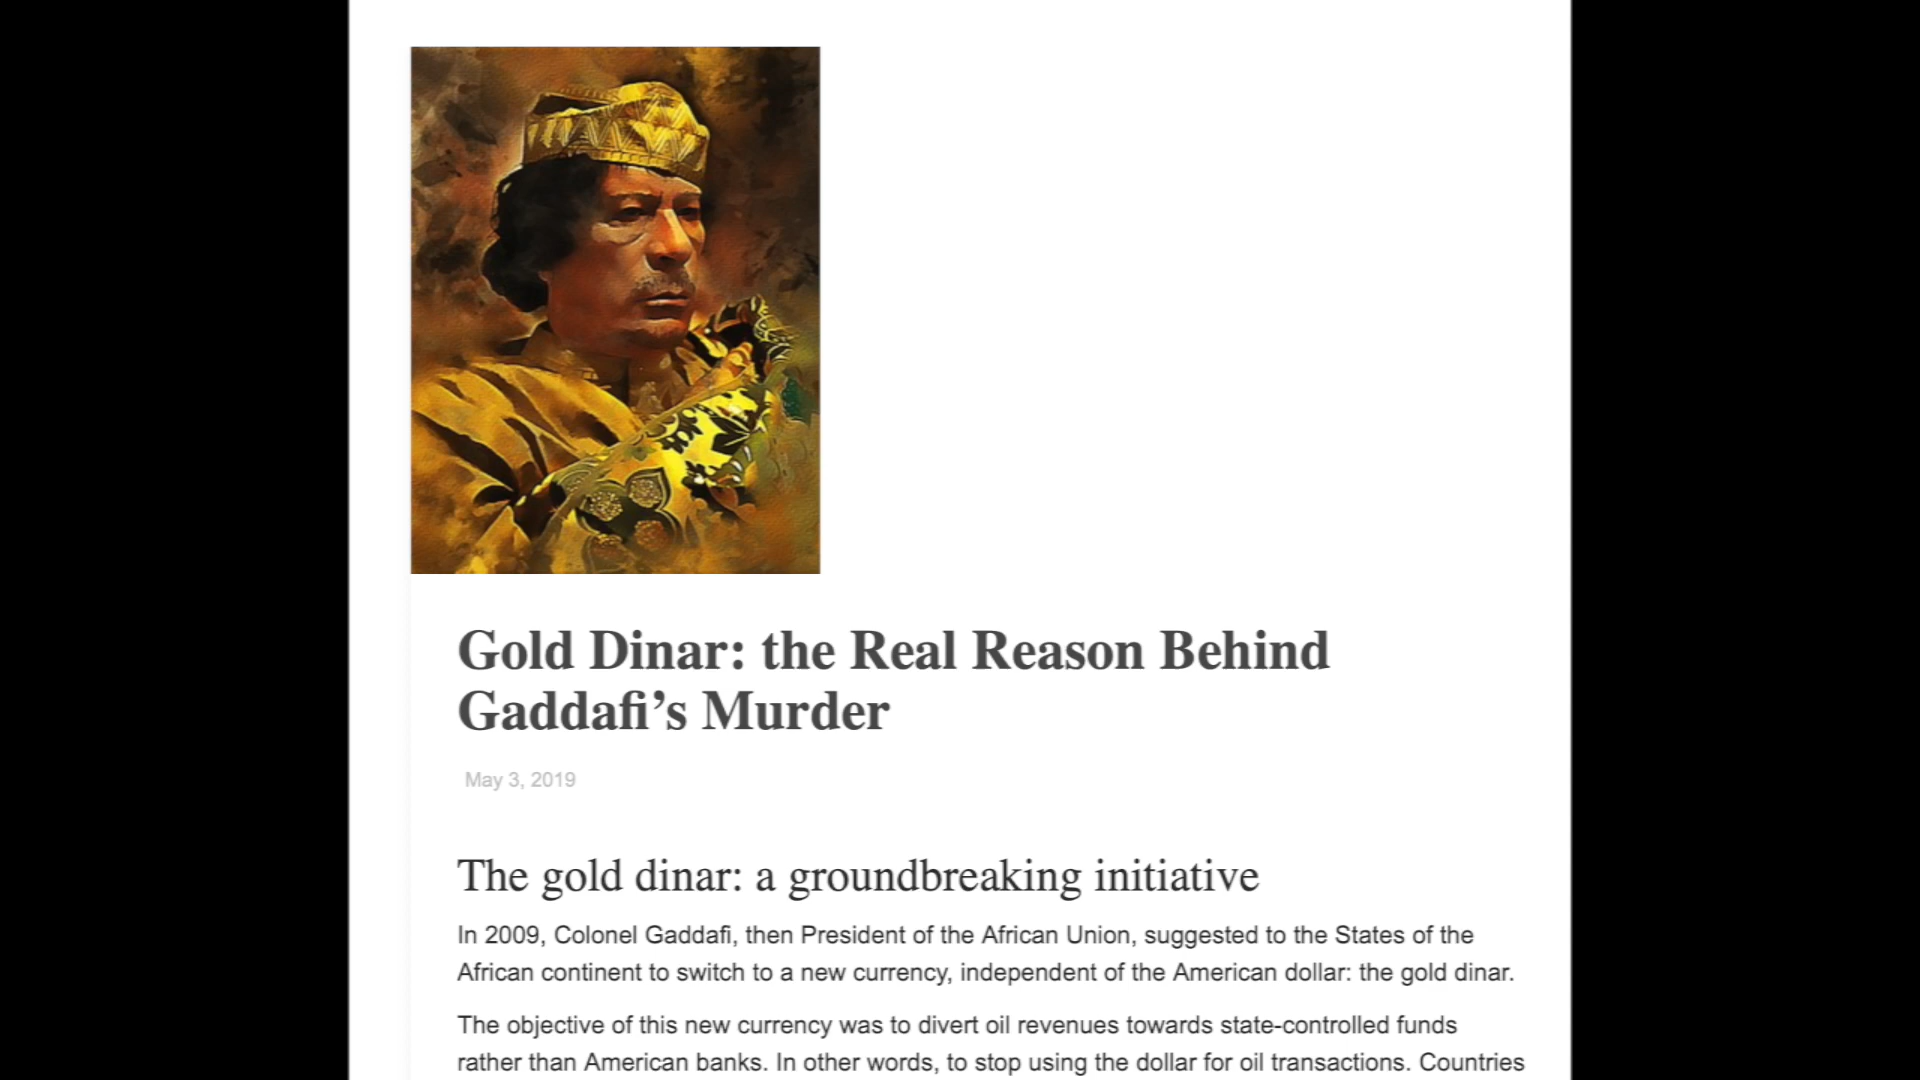 Gold Dinar: the Real Reason Behind
Gaddafi’s Murder
May 3, 2019
The gold dinar: a groundbreaking initiative
In 2009, Colonel Gaddafi, then President of the African Union, suggested to the States of the
African continent to switch to a new currency, independent of the American dollar: the gold dinar.
The objective of this new currency was to divert oil revenues towards state-controlled funds
rather than American banks. In other words, to stop using the dollar for oil transactions. Countries